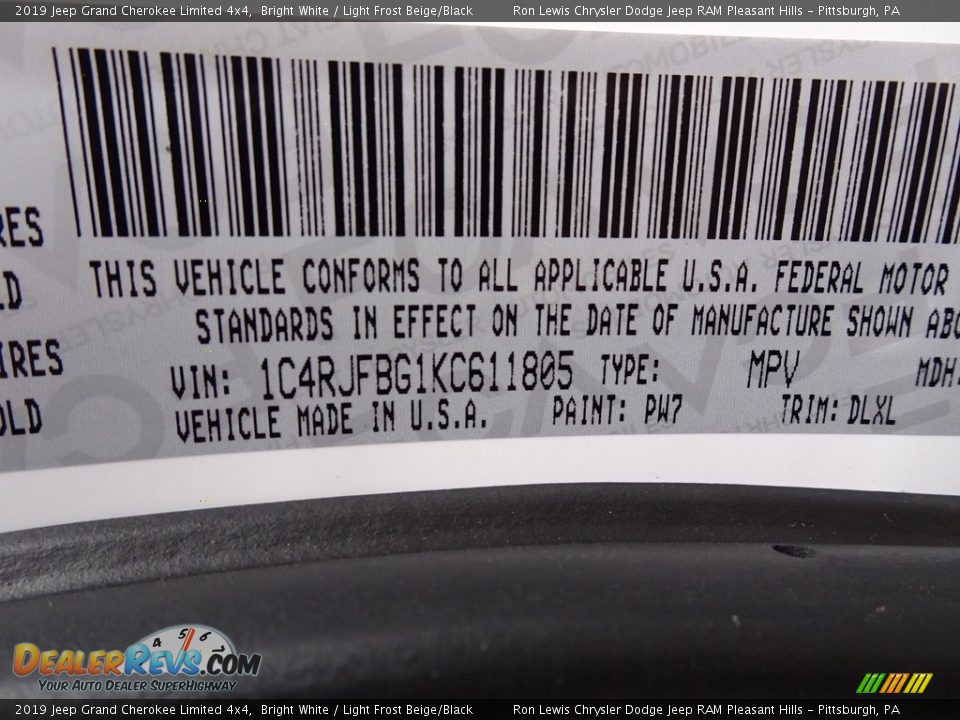 2019 Jeep Grand Cherokee Limited 4x4, Bright White / Light Frost Beige/Black Ron Lewis Chrysler Dodge Jeep RAM Pleasant Hills - Pittsburgh, PA
THIS VEHICLE CONFORMS TO ALL APPLICABLE U.S.A. FEDERAL MOTOR
STANDARDS IN EFFECT ON THE DATE OF MANUFACTURE SHOWN ABO
VIN: 1C4RJFBG1KC611805 TYPE: MPV MDH:
VEHICLE MADE IN U.S.A. PAINT: PW7 TRIM: DLXL
RES
LD
IRES
OLD
4 5 6
DEALERREVS.COM
YOUR AUTO DEALER SUPERHIGHWAY
2019 Jeep Grand Cherokee Limited 4x4, Bright White / Light Frost Beige/Black Ron Lewis Chrysler Dodge Jeep RAM Pleasant Hills - Pittsburgh, PA